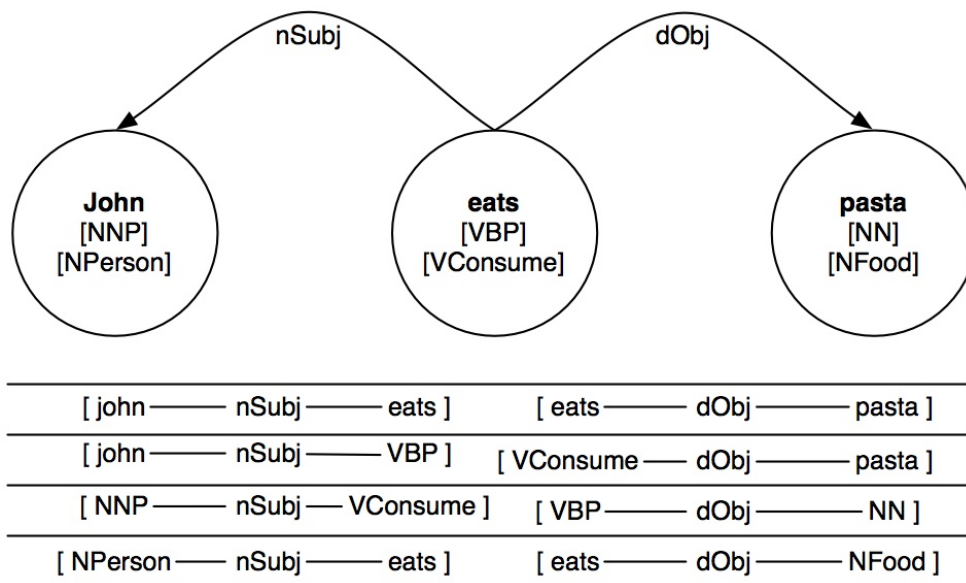 nSubj dObj
John eats pasta
[NNP] [VBP] [NN]
[NPerson] [VConsume] [NFood]
[ john nSubj eats ] [ eats dObj pasta ]
[ john nSubj VBP ] [ VConsume dObj pasta ]
[ NNP nSubj VConsume ] [ VBP dObj NN ]
[ NPerson nSubj eats ] [ eats dObj NFood ]